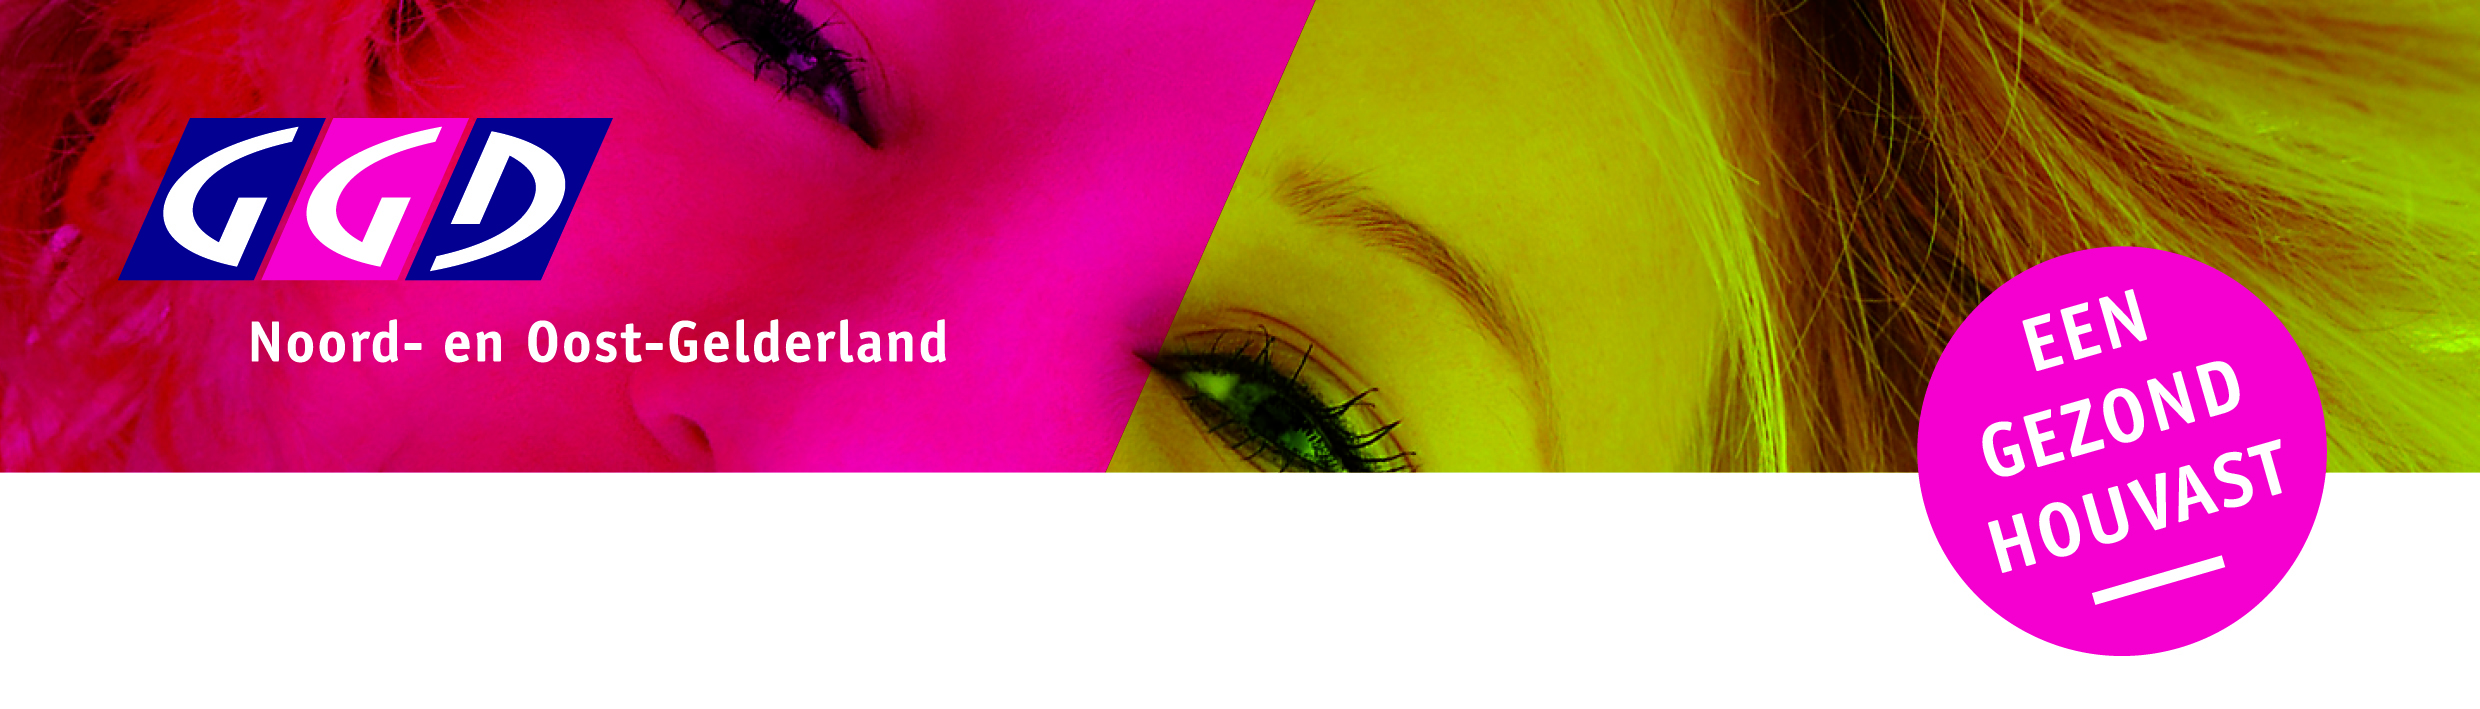 GGD
Noord- en Oost-Gelderland
EEN
GEZOND
HOUVAST